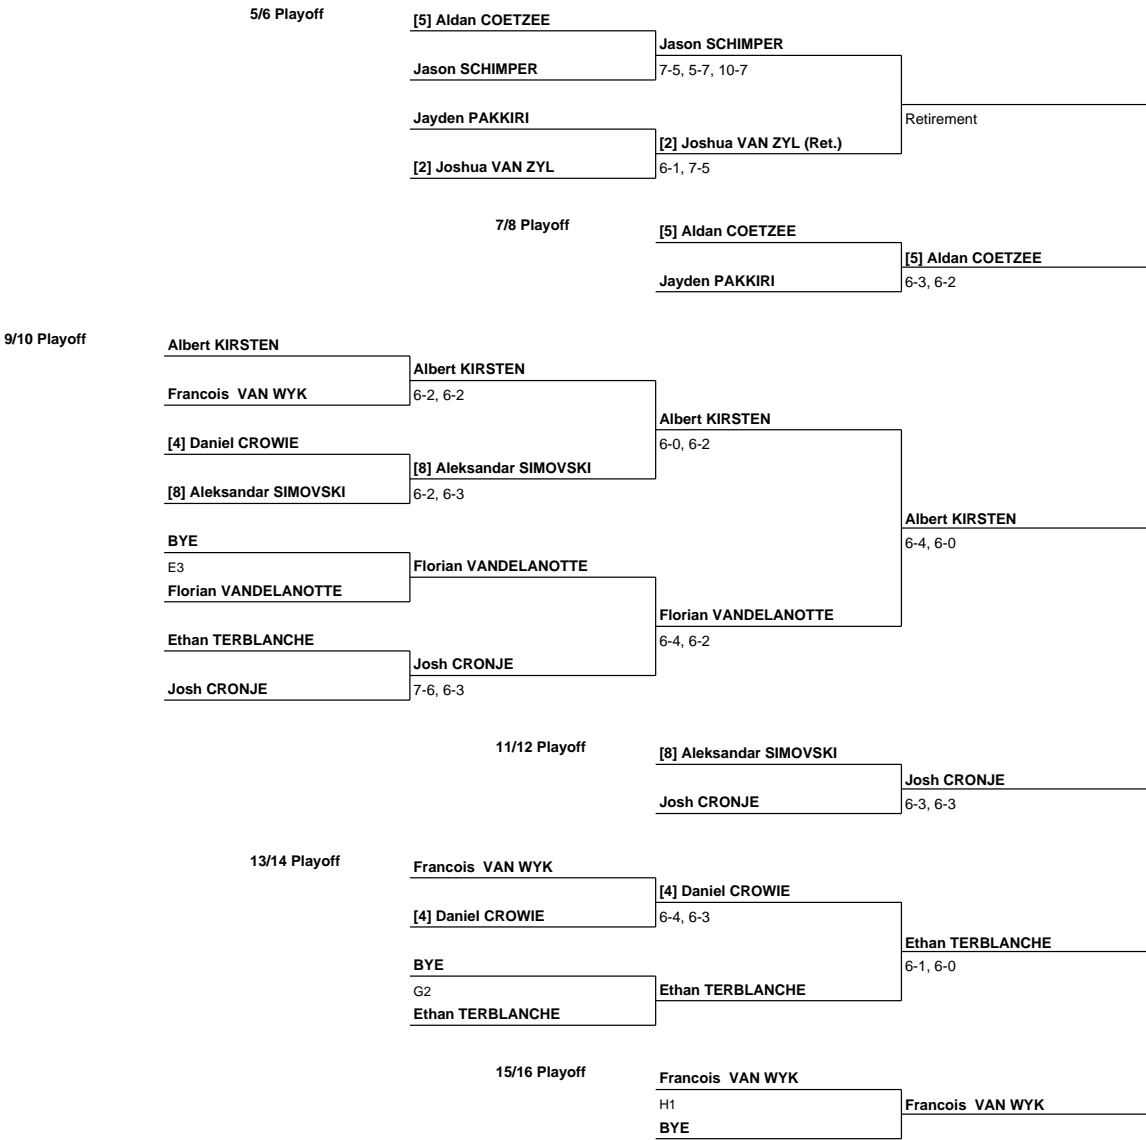 5/6 Playoff
[5] Aldan COETZEE
Jason SCHIMPER
Jason SCHIMPER
7-5, 5-7, 10-7
Jayden PAKKIRI
Retirement
[2] Joshua VAN ZYL (Ret.)
[2] Joshua VAN ZYL
6-1, 7-5
7/8 Playoff
[5] Aldan COETZEE
[5] Aldan COETZEE
Jayden PAKKIRI
6-3, 6-2
9/10 Playoff
Albert KIRSTEN
Albert KIRSTEN
Francois  VAN WYK
6-2, 6-2
Albert KIRSTEN
[4] Daniel CROWIE
6-0, 6-2
[8] Aleksandar SIMOVSKI
[8] Aleksandar SIMOVSKI
6-2, 6-3
Albert KIRSTEN
BYE
6-4, 6-0
E3
Florian VANDELANOTTE
Florian VANDELANOTTE
Florian VANDELANOTTE
Ethan TERBLANCHE
6-4, 6-2
Josh CRONJE
Josh CRONJE
7-6, 6-3
11/12 Playoff
[8] Aleksandar SIMOVSKI
Josh CRONJE
Josh CRONJE
6-3, 6-3
13/14 Playoff
Francois  VAN WYK
[4] Daniel CROWIE
[4] Daniel CROWIE
6-4, 6-3
Ethan TERBLANCHE
BYE
6-1, 6-0
G2
Ethan TERBLANCHE
Ethan TERBLANCHE
15/16 Playoff
Francois  VAN WYK
H1
Francois  VAN WYK
BYE